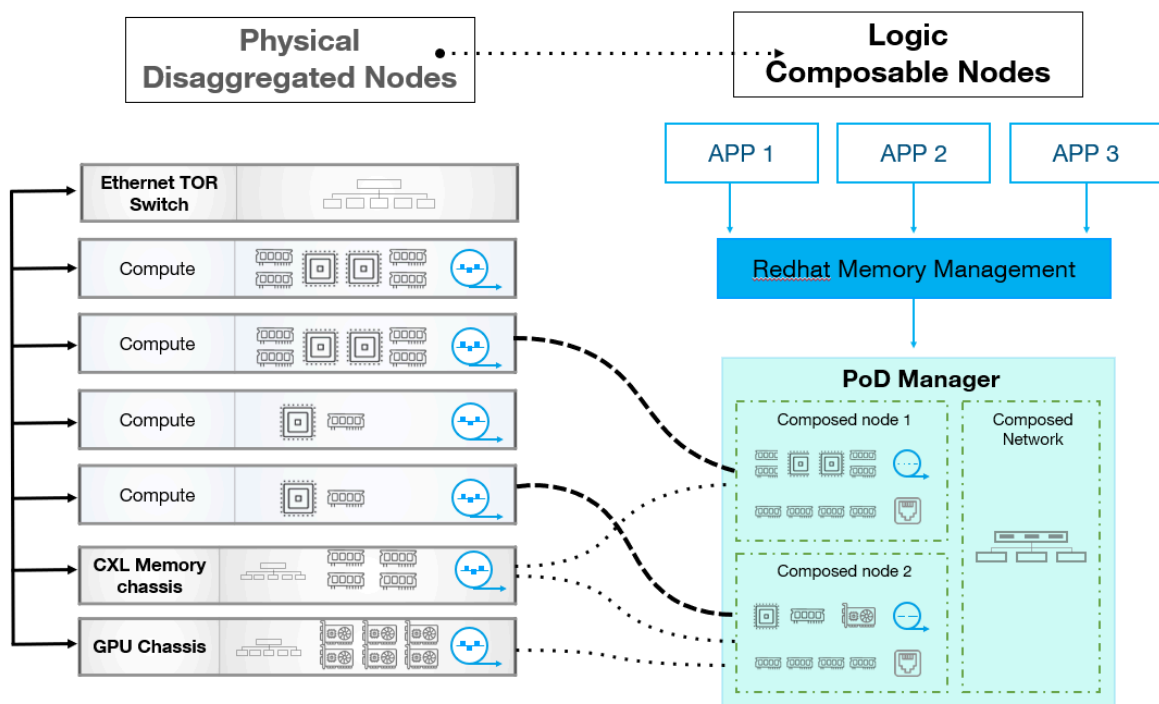 Physical
Disaggregated Nodes
Logic
Composable Nodes
APP 1
APP 2
APP 3
Ethernet TOR
Switch
Redhat Memory Management
Compute
Compute
Compute
Compute
CXL Memory
chassis
GPU Chassis
PoD Manager
Composed node 1
Composed
Network
Composed node 2